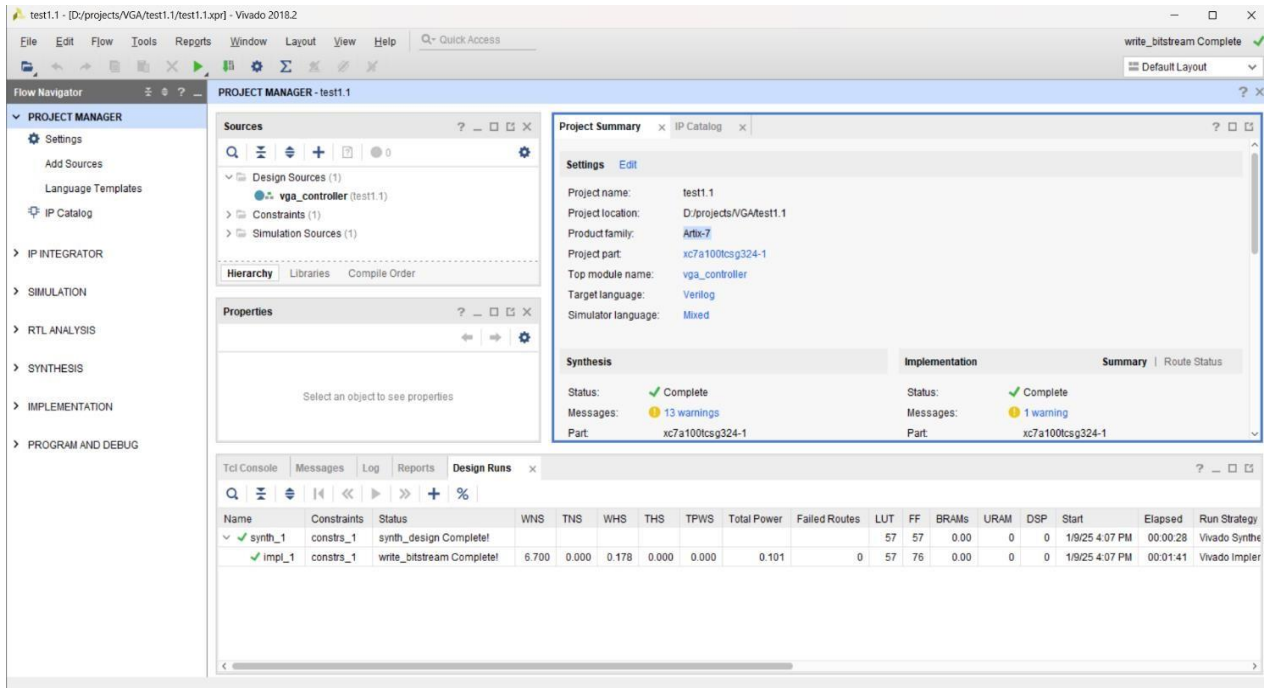 test1.1 - [D:/projects/VGA/test1.1/test1.1.xpr] - Vivado 2018.2
File Edit Flow Tools Reports Window Layout View Help Quick Access
write_bitstream Complete
Default Layout
Flow Navigator
PROJECT MANAGER - test1.1
PROJECT MANAGER
Settings
Add Sources
Language Templates
IP Catalog
IP INTEGRATOR
SIMULATION
RTL ANALYSIS
SYNTHESIS
IMPLEMENTATION
PROGRAM AND DEBUG
Sources
0
Design Sources (1)
vga_controller (test1.1)
Constraints (1)
Simulation Sources (1)
Hierarchy Libraries Compile Order
Properties
Select an object to see properties
Project Summary IP Catalog
Settings Edit
Project name: test1.1
Project location: D:/projects/VGA/test1.1
Product family: Artix-7
Project part: xc7a100tcsg324-1
Top module name: vga_controller
Target language: Verilog
Simulator language: Mixed
Synthesis
Status: Complete
Messages: 13 warnings
Part: xc7a100tcsg324-1
Implementation Summary | Route Status
Status: Complete
Messages: 1 warning
Part: xc7a100tcsg324-1
Tcl Console Messages Log Reports Design Runs
Name Constraints Status WNS TNS WHS THS TPWS Total Power Failed Routes LUT FF BRAMs URAM DSP Start Elapsed Run Strategy
synth_1 constrs_1 synth_design Complete! 57 57 0.00 0 0 1/9/25 4:07 PM 00:00:28 Vivado Synthe
impl_1 constrs_1 write_bitstream Complete! 6.700 0.000 0.178 0.000 0.000 0.101 0 57 76 0.00 0 0 1/9/25 4:07 PM 00:01:41 Vivado Impler